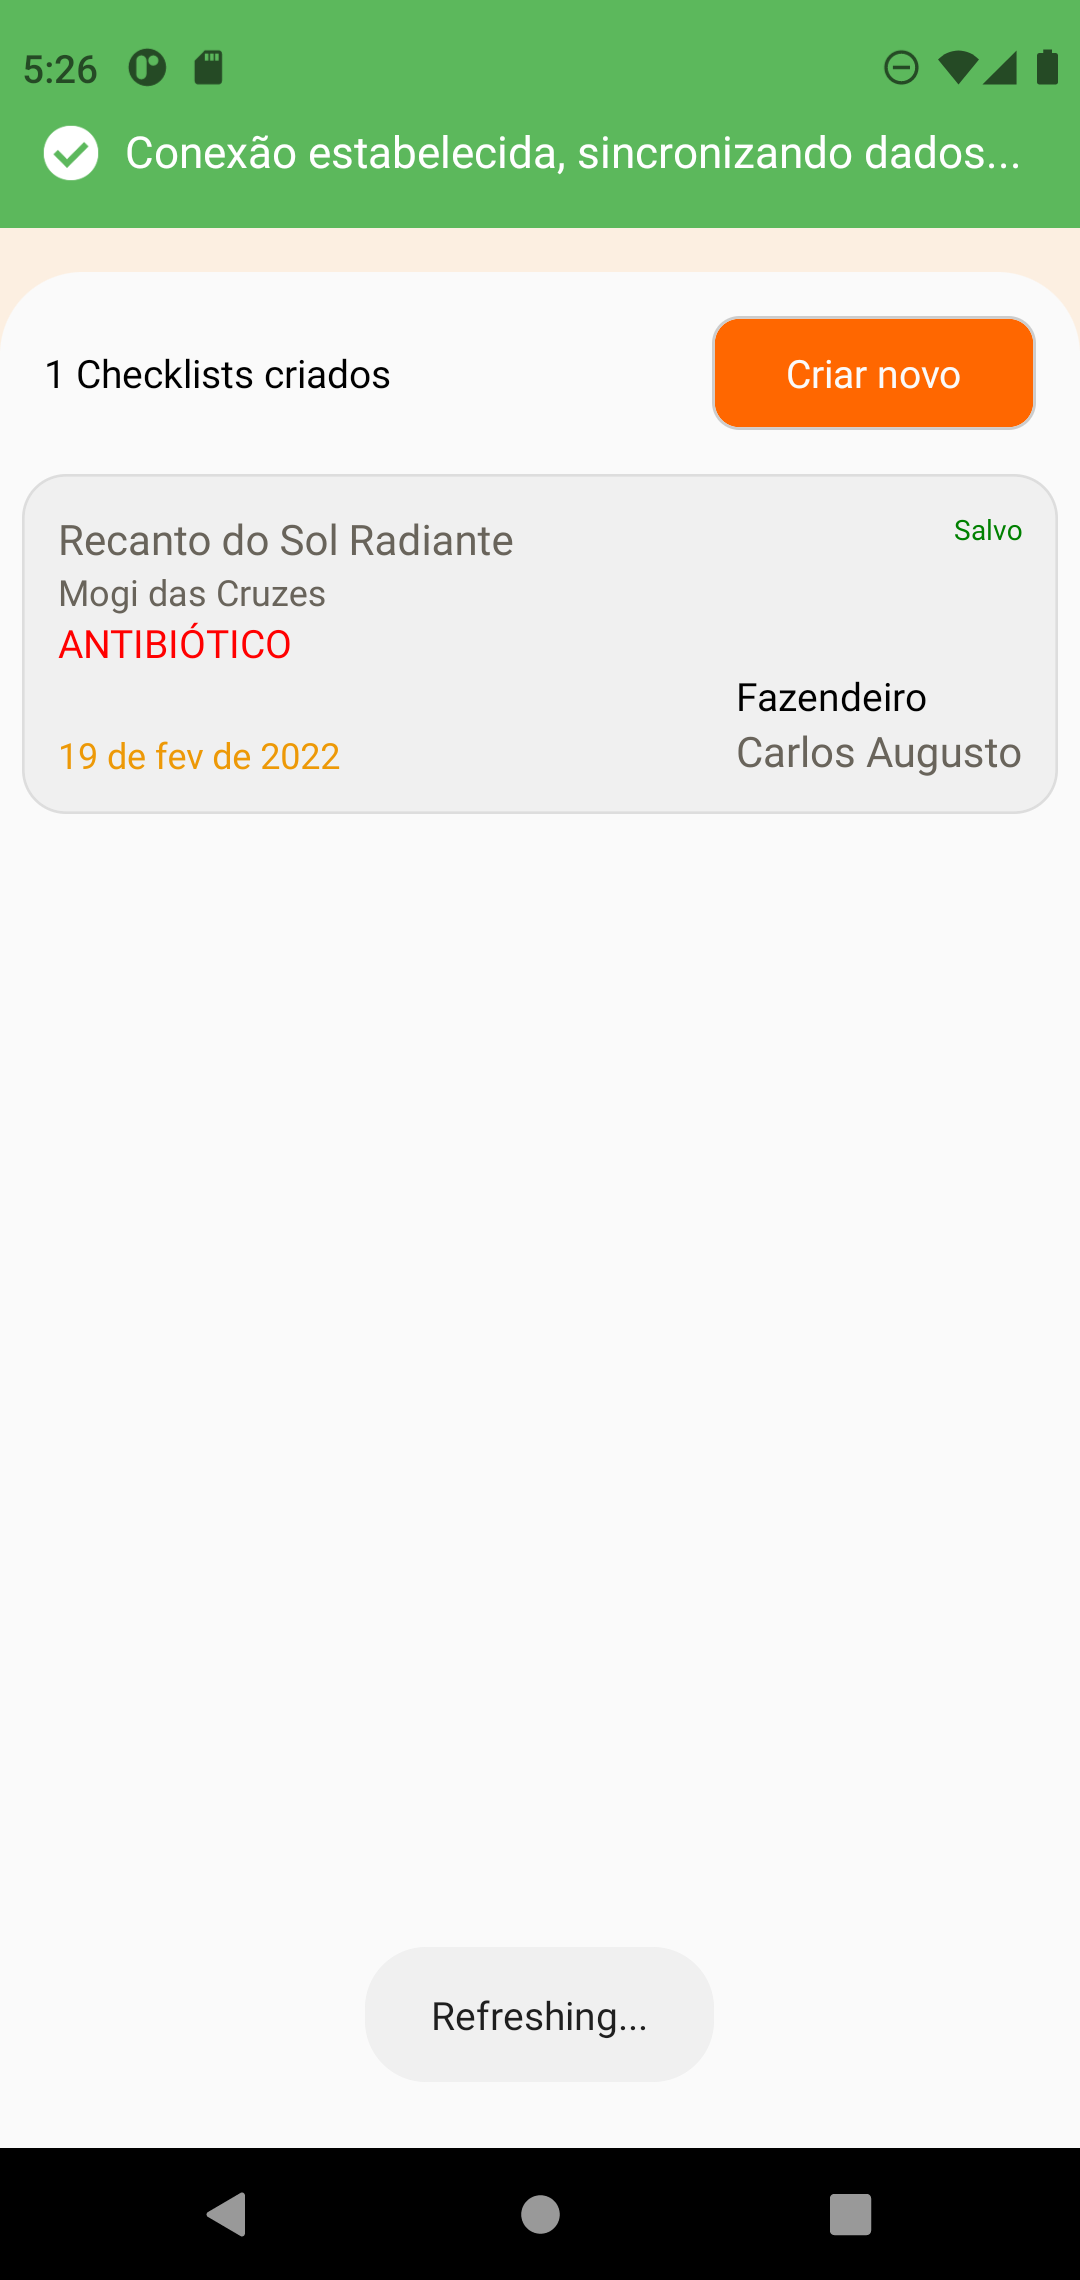 5:26
Conexão estabelecida, sincronizando dados...
1 Checklists criados
Criar novo
Recanto do Sol Radiante
Salvo
Mogi das Cruzes
ANTIBIÓTICO
Fazendeiro
19 de fev de 2022
Carlos Augusto
Refreshing...